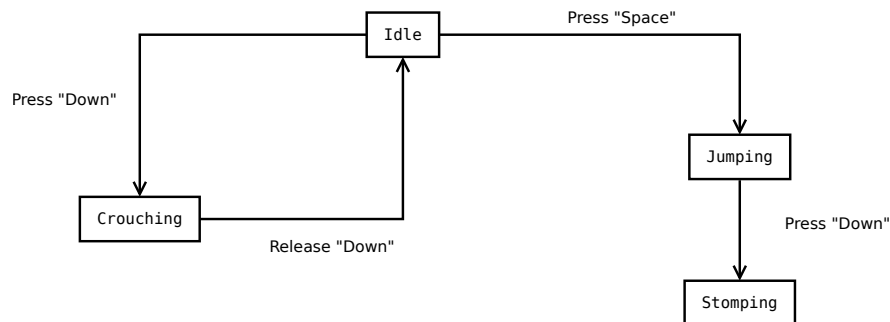 Idle
Press "Space"
Press "Down"
Jumping
Crouching
Release "Down"
Press "Down"
Stomping